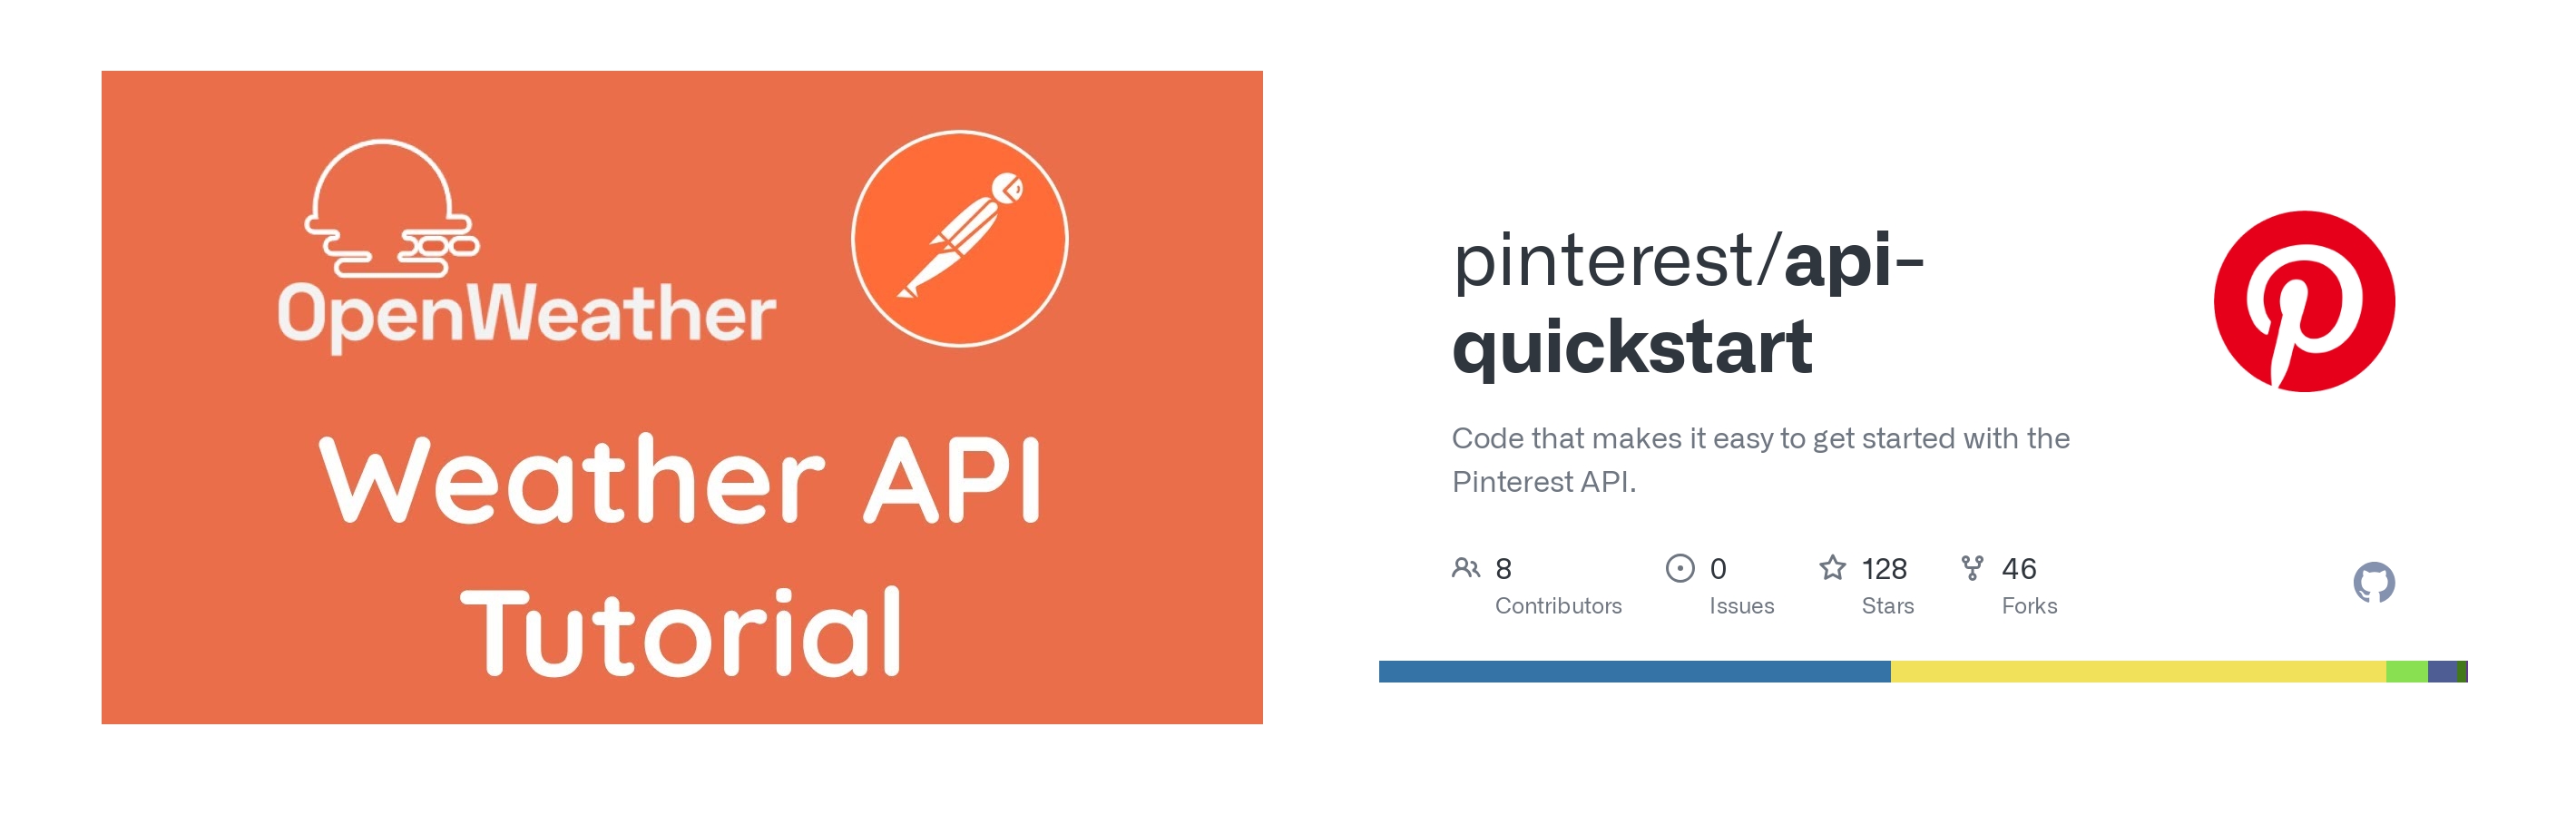 OpenWeather
Weather API
Tutorial
pinterest/api-
quickstart
Code that makes it easy to get started with the
Pinterest API.
8 0 128 46
Contributors Issues Stars Forks